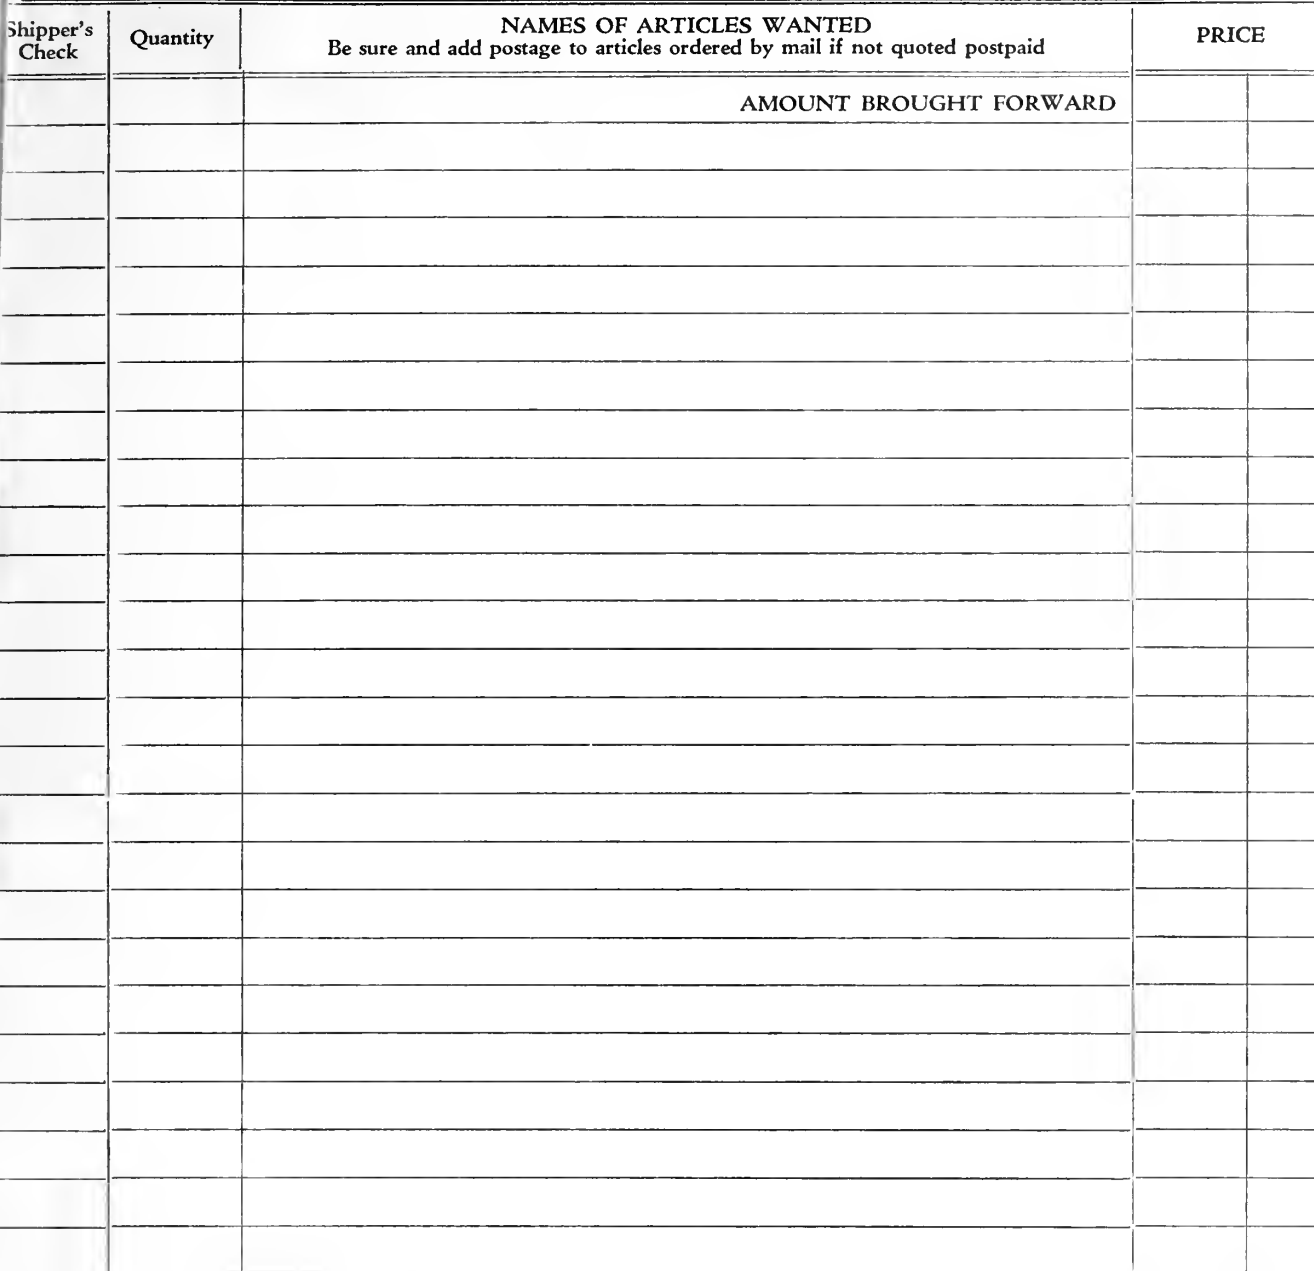 Shipper's
Check
Quantity
NAMES OF ARTICLES WANTED
Be sure and add postage to articles ordered by mail if not quoted postpaid
PRICE
AMOUNT BROUGHT FORWARD